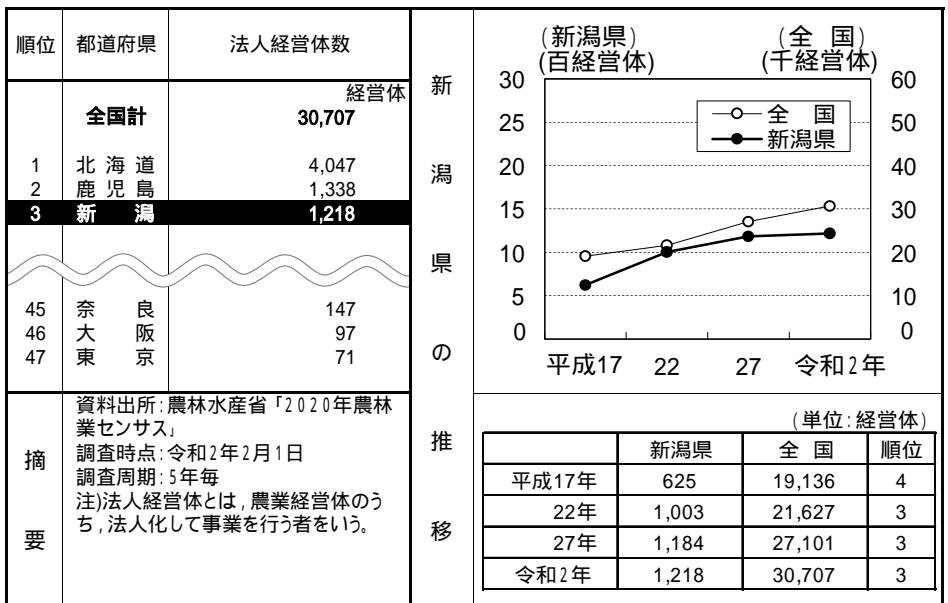 順位 都道府県 法人経営体数
経営体
全国計 30,707
1 北海道 4,047
2 鹿児島 1,338
3 新潟 1,218
45 奈良 147
46 大阪 97
47 東京 71
摘要
資料出所:農林水産省「2020年農林
業センサス」
調査時点:令和2年2月1日
調査周期:5年毎
注)法人経営体とは,農業経営体のう
ち,法人化して事業を行う者をいう。
新潟県の推移
(新潟県) (全 国)
(百経営体) (千経営体)
30 60
25 50
20 40
15 30
10 20
5 10
0 0
全 国
新潟県
平成17 22 27 令和2年
(単位:経営体)
新潟県 全 国 順位
平成17年 625 19,136 4
22年 1,003 21,627 3
27年 1,184 27,101 3
令和2年 1,218 30,707 3